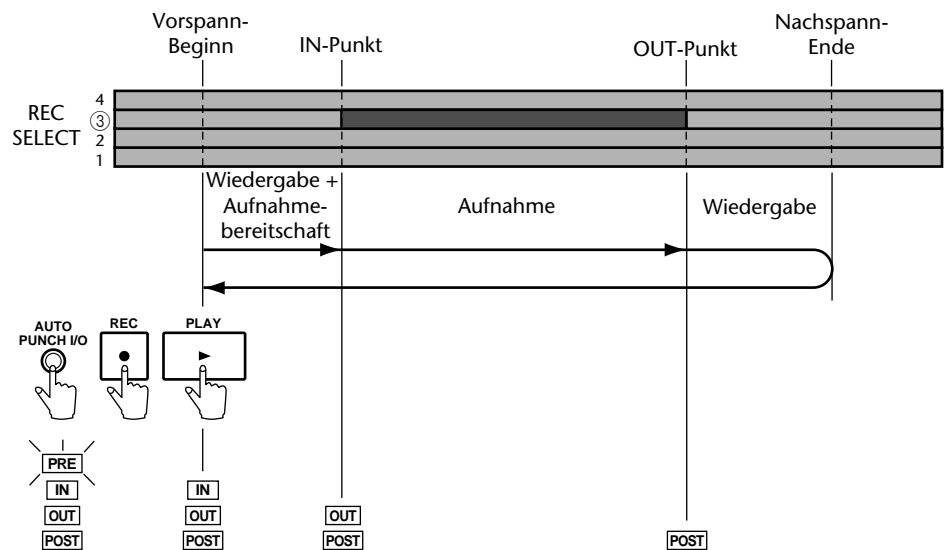 Vorspann-
Beginn
IN-Punkt
OUT-Punkt
Nachspann-
Ende
REC
SELECT
4
③
2
1
Wiedergabe +
Aufnahme-
bereitschaft
Aufnahme
Wiedergabe
AUTO
PUNCH I/O
REC
PLAY
PRE
IN
OUT
POST
IN
OUT
POST
OUT
POST
POST